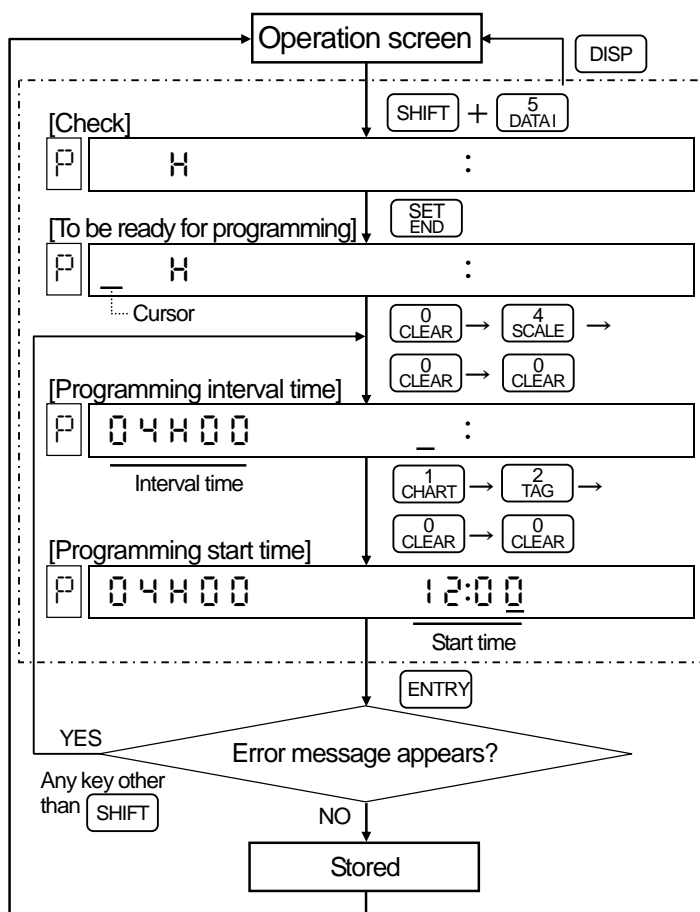 Operation screen
DISP
SHIFT + 5 DATA I
[Check]
P H :
SET END
[To be ready for programming]
P _ H :
Cursor
0 CLEAR → 4 SCALE →
0 CLEAR → 0 CLEAR
[Programming interval time]
P 04H00 _ :
Interval time
1 CHART → 2 TAG →
0 CLEAR → 0 CLEAR
[Programming start time]
P 04H00 12:00
Start time
ENTRY
YES
Error message appears?
Any key other
than SHIFT
NO
Stored